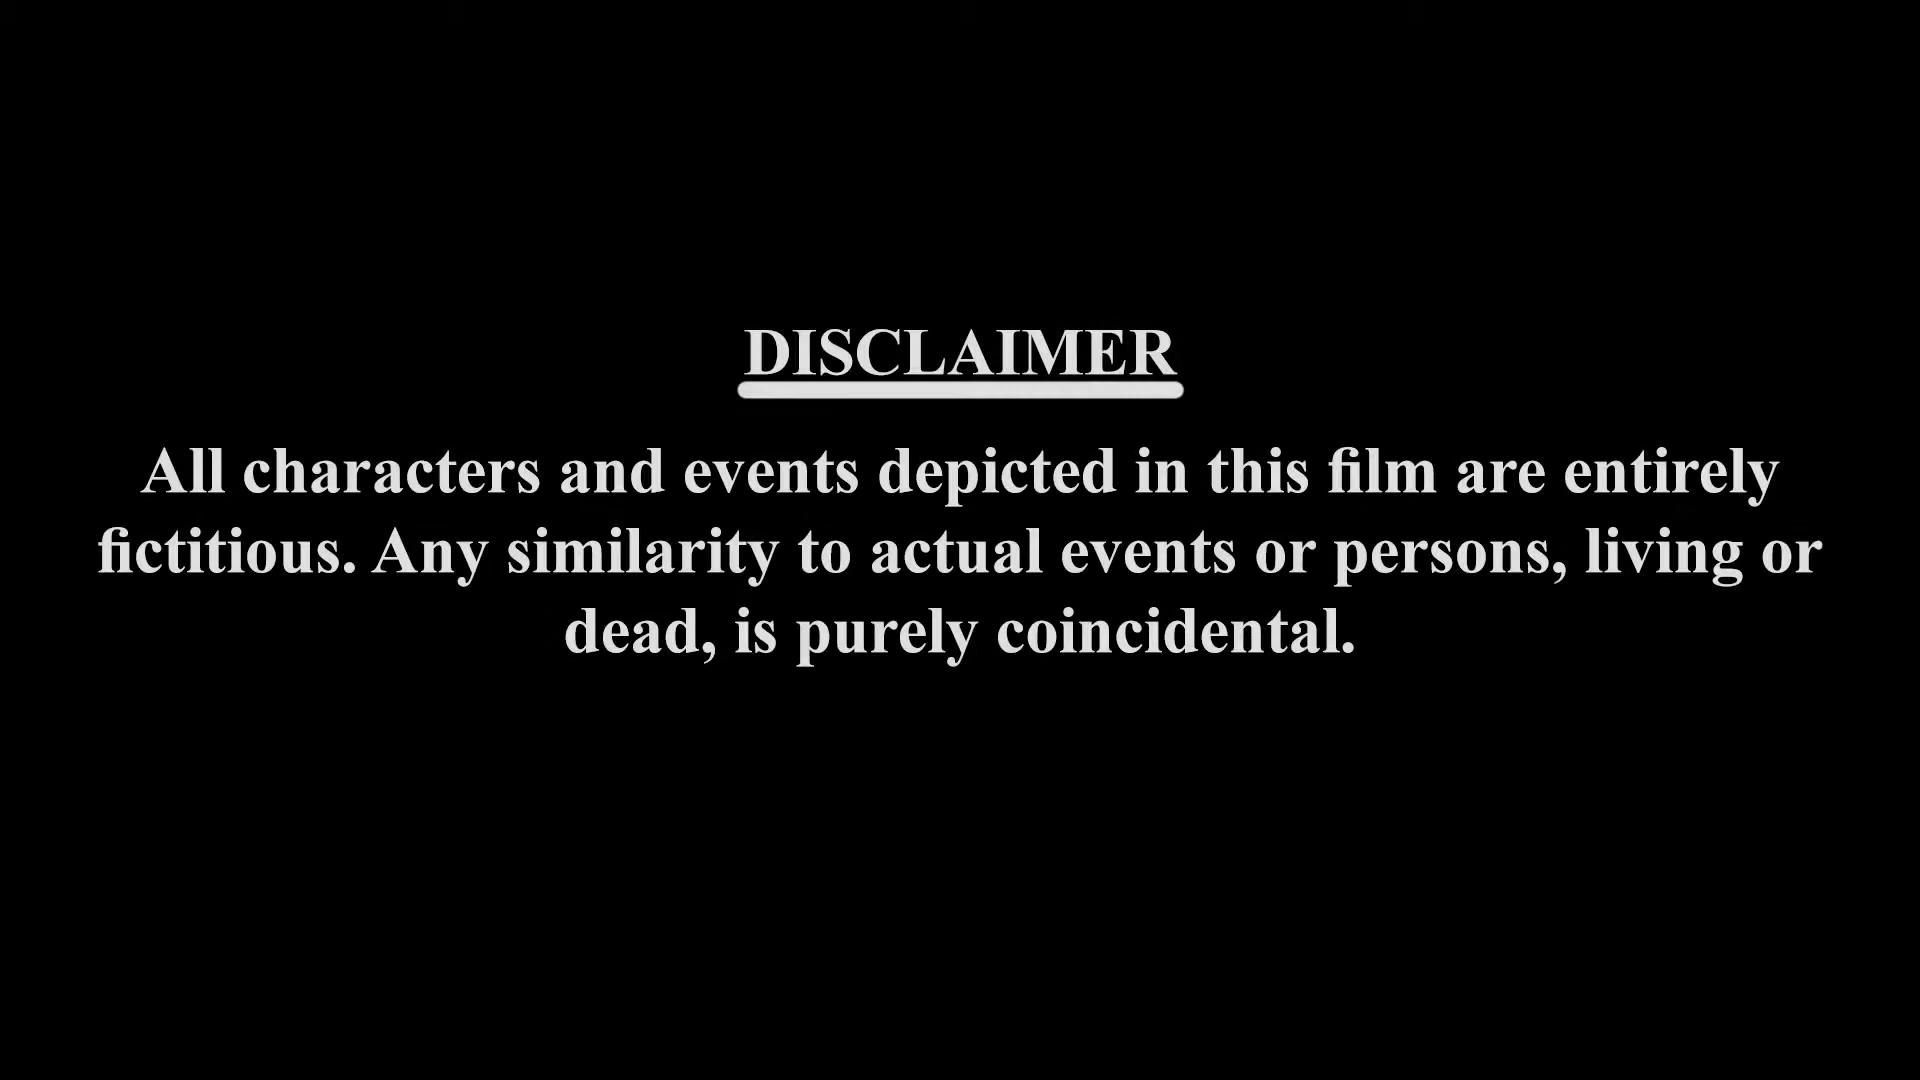 DISCLAIMER
All characters and events depicted in this film are entirely
fictitious. Any similarity to actual events or persons, living or
dead, is purely coincidental.